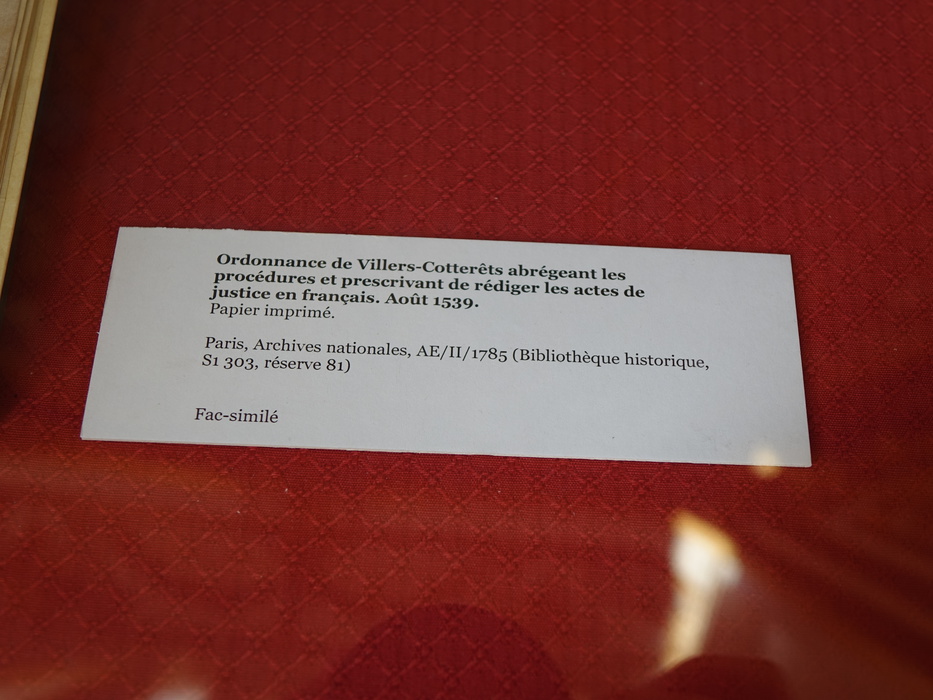 Ordonnance de Villers-Cotterêts abrégeant les
procédures et prescrivant de rédiger les actes de
justice en français. Août 1539.
Papier imprimé.
Paris, Archives nationales, AE/II/1785 (Bibliothèque historique,
S1 303, réserve 81)
Fac-similé